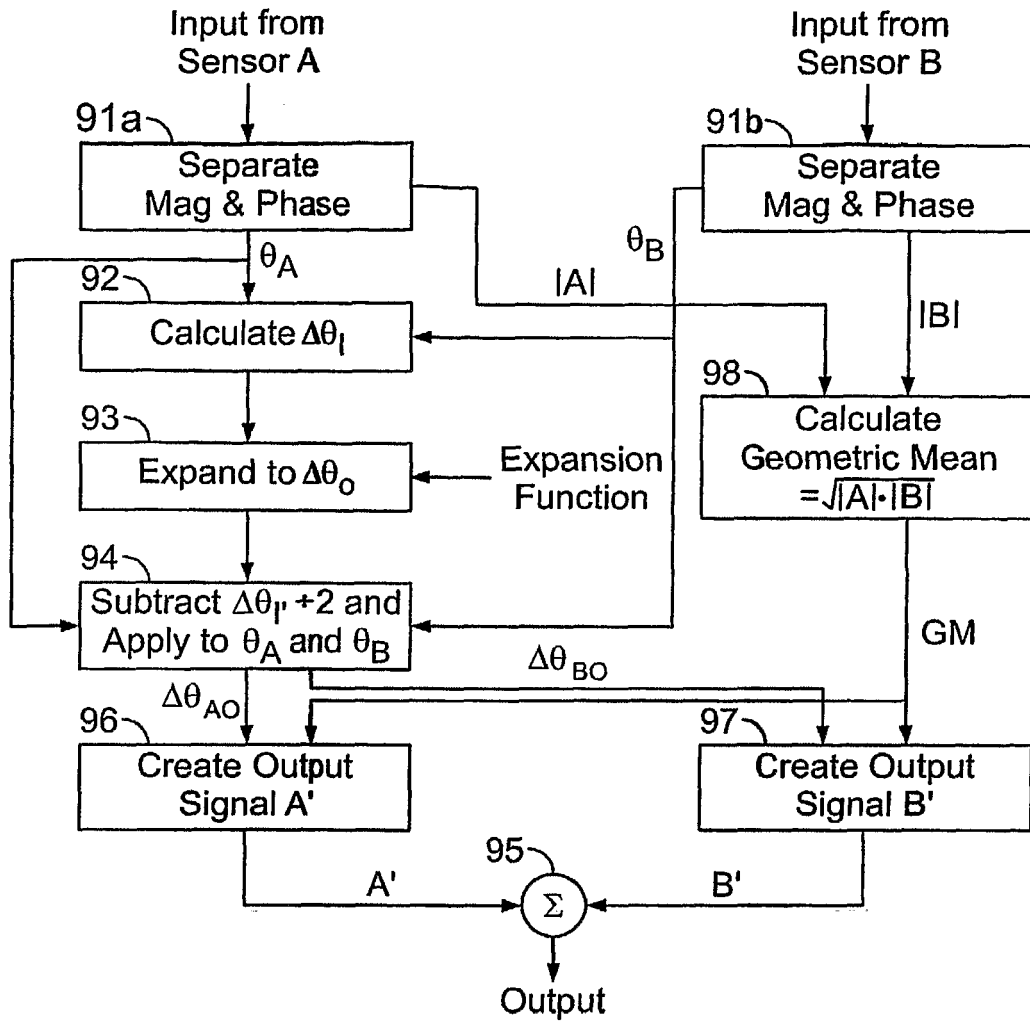 Input from
Sensor A
Input from
Sensor B
91a
91b
Separate
Mag & Phase
Separate
Mag & Phase
θA
θB
92
|A|
|B|
Calculate ΔθI
98
93
Calculate
Geometric Mean
=√|A|·|B|
Expand to ΔθO
Expansion
Function
94
Subtract ΔθI' ÷2 and
Apply to θA and θB
GM
ΔθBO
ΔθAO
96
97
Create Output
Signal A'
Create Output
Signal B'
95
A'
B'
Σ
Output